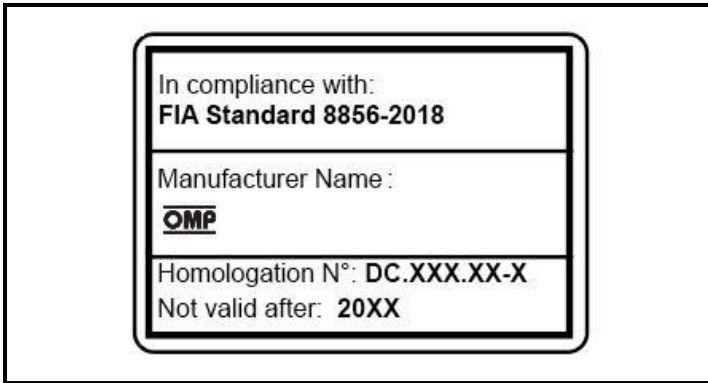 In compliance with:
FIA Standard 8856-2018
Manufacturer Name :
OMP
Homologation N°: DC.XXX.XX-X
Not valid after: 20XX